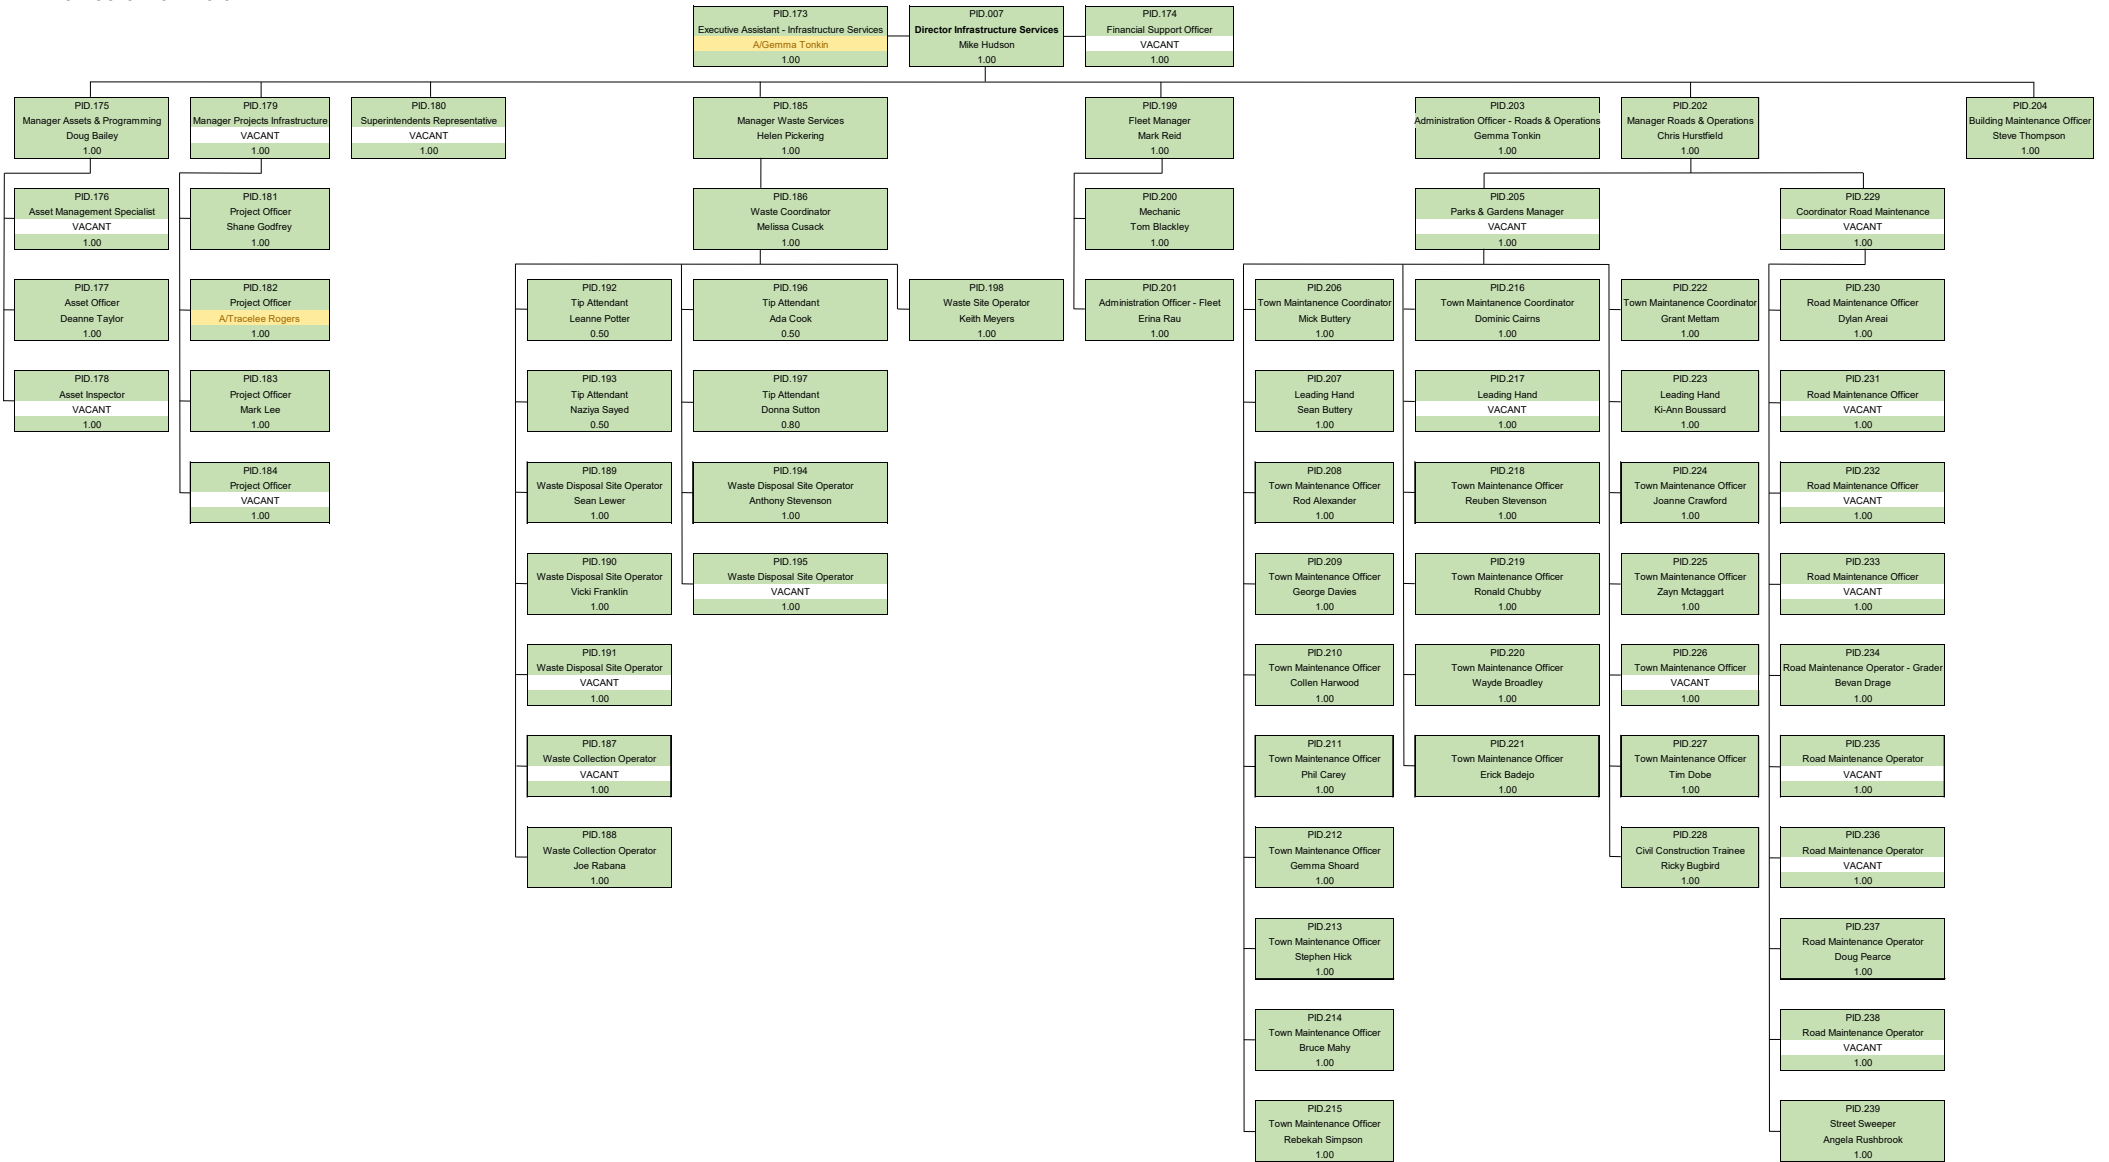 PID.173
Executive Assistant - Infrastructure Services
A/Gemma Tonkin
1.00
PID.007
Director Infrastructure Services
Mike Hudson
1.00
PID.174
Financial Support Officer
VACANT
1.00
PID.175
Manager Assets & Programming
Doug Bailey
1.00
PID.179
Manager Projects Infrastructure
VACANT
1.00
PID.180
Superintendents Representative
VACANT
1.00
PID.185
Manager Waste Services
Helen Pickering
1.00
PID.199
Fleet Manager
Mark Reid
1.00
PID.203
Administration Officer - Roads & Operations
Gemma Tonkin
1.00
PID.202
Manager Roads & Operations
Chris Hurstfield
1.00
PID.204
Building Maintenance Officer
Steve Thompson
1.00
PID.176
Asset Management Specialist
VACANT
1.00
PID.181
Project Officer
Shane Godfrey
1.00
PID.186
Waste Coordinator
Melissa Cusack
1.00
PID.200
Mechanic
Tom Blackley
1.00
PID.205
Parks & Gardens Manager
VACANT
1.00
PID.229
Coordinator Road Maintenance
VACANT
1.00
PID.177
Asset Officer
Deanne Taylor
1.00
PID.182
Project Officer
A/Tracelee Rogers
1.00
PID.192
Tip Attendant
Leanne Potter
0.50
PID.196
Tip Attendant
Ada Cook
0.50
PID.198
Waste Site Operator
Keith Meyers
1.00
PID.201
Administration Officer - Fleet
Erina Rau
1.00
PID.206
Town Maintanence Coordinator
Mick Buttery
1.00
PID.216
Town Maintanence Coordinator
Dominic Cairns
1.00
PID.222
Town Maintanence Coordinator
Grant Mettam
1.00
PID.230
Road Maintenance Officer
Dylan Areai
1.00
PID.178
Asset Inspector
VACANT
1.00
PID.183
Project Officer
Mark Lee
1.00
PID.193
Tip Attendant
Naziya Sayed
0.50
PID.197
Tip Attendant
Donna Sutton
0.80
PID.207
Leading Hand
Sean Buttery
1.00
PID.217
Leading Hand
VACANT
1.00
PID.223
Leading Hand
Ki-Ann Boussard
1.00
PID.231
Road Maintenance Officer
VACANT
1.00
PID.184
Project Officer
VACANT
1.00
PID.189
Waste Disposal Site Operator
Sean Lewer
1.00
PID.194
Waste Disposal Site Operator
Anthony Stevenson
1.00
PID.208
Town Maintenance Officer
Rod Alexander
1.00
PID.218
Town Maintenance Officer
Reuben Stevenson
1.00
PID.224
Town Maintenance Officer
Joanne Crawford
1.00
PID.232
Road Maintenance Officer
VACANT
1.00
PID.190
Waste Disposal Site Operator
Vicki Franklin
1.00
PID.195
Waste Disposal Site Operator
VACANT
1.00
PID.209
Town Maintenance Officer
George Davies
1.00
PID.219
Town Maintenance Officer
Ronald Chubby
1.00
PID.225
Town Maintenance Officer
Zayn Mctaggart
1.00
PID.233
Road Maintenance Officer
VACANT
1.00
PID.191
Waste Disposal Site Operator
VACANT
1.00
PID.210
Town Maintenance Officer
Collen Harwood
1.00
PID.220
Town Maintenance Officer
Wayde Broadley
1.00
PID.226
Town Maintenance Officer
VACANT
1.00
PID.234
Road Maintenance Operator - Grader
Bevan Drage
1.00
PID.187
Waste Collection Operator
VACANT
1.00
PID.211
Town Maintenance Officer
Phil Carey
1.00
PID.221
Town Maintenance Officer
Erick Badejo
1.00
PID.227
Town Maintenance Officer
Tim Dobe
1.00
PID.235
Road Maintenance Operator
VACANT
1.00
PID.188
Waste Collection Operator
Joe Rabana
1.00
PID.212
Town Maintenance Officer
Gemma Shoard
1.00
PID.228
Civil Construction Trainee
Ricky Bugbird
1.00
PID.236
Road Maintenance Operator
VACANT
1.00
PID.213
Town Maintenance Officer
Stephen Hick
1.00
PID.237
Road Maintenance Operator
Doug Pearce
1.00
PID.214
Town Maintenance Officer
Bruce Mahy
1.00
PID.238
Road Maintenance Operator
VACANT
1.00
PID.215
Town Maintenance Officer
Rebekah Simpson
1.00
PID.239
Street Sweeper
Angela Rushbrook
1.00